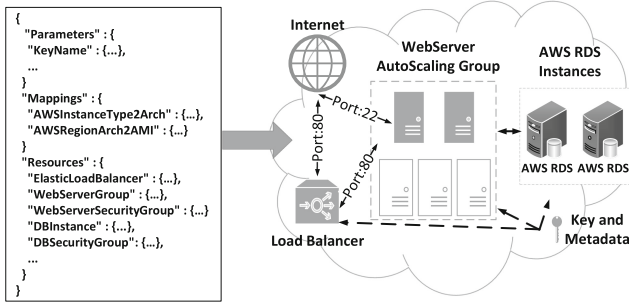 {
"Parameters" : {
"KeyName" : {...},
...
}
"Mappings" : {
"AWSInstanceType2Arch" : {...},
"AWSRegionArch2AMI" : {...}
}
"Resources" : {
"ElasticLoadBalancer" : {...},
"WebServerGroup" : {...},
"WebServerSecurityGroup" : {...}
"DBInstance" : {...},
"DBSecurityGroup": {...},
...
}
}
Internet
WebServer
AutoScaling Group
AWS RDS
Instances
Port:22
Port:80
Port:80
AWS RDS
AWS RDS
Load Balancer
Key and
Metadata